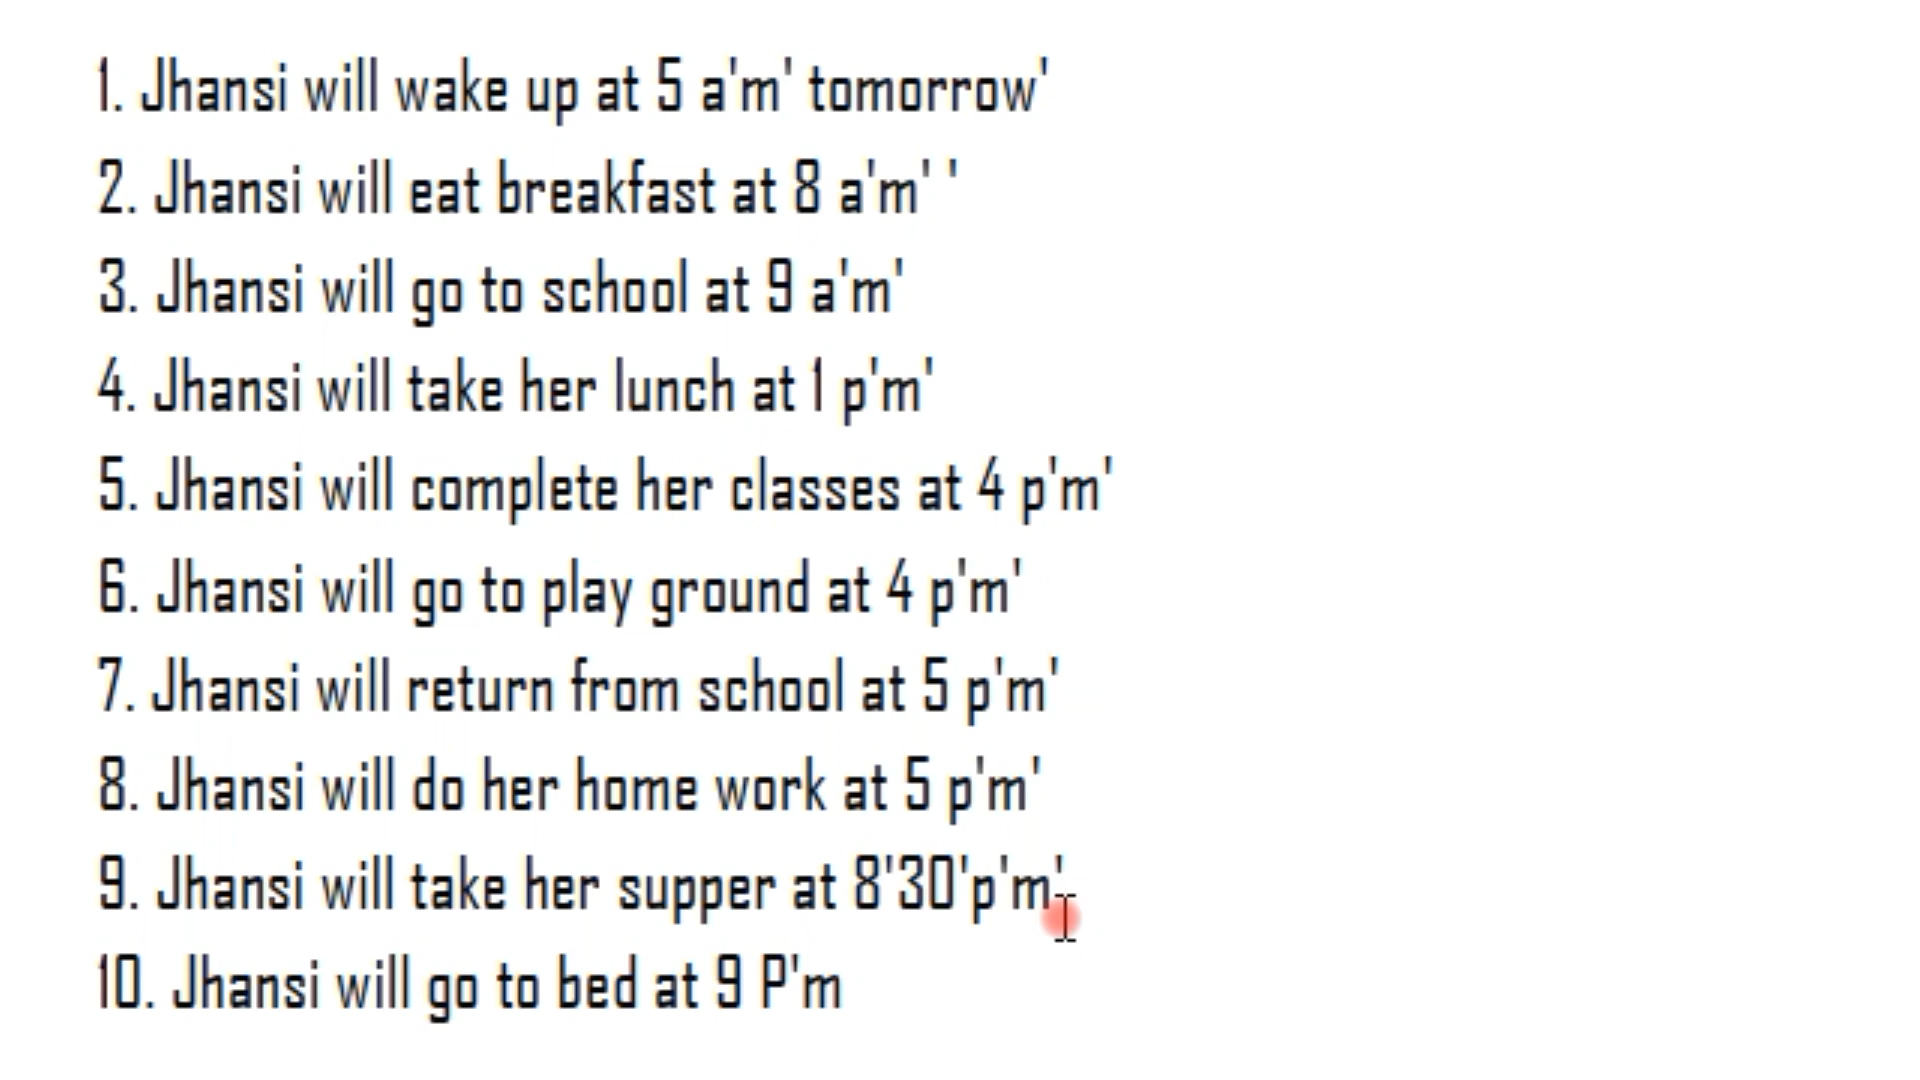 1. Jhansi will wake up at 5 a'm' tomorrow'
2. Jhansi will eat breakfast at 8 a'm' '
3. Jhansi will go to school at 9 a'm'
4. Jhansi will take her lunch at 1 p'm'
5. Jhansi will complete her classes at 4 p'm'
6. Jhansi will go to play ground at 4 p'm'
7. Jhansi will return from school at 5 p'm'
8. Jhansi will do her home work at 5 p'm'
9. Jhansi will take her supper at 8'30'p'm'
10. Jhansi will go to bed at 9 P'm